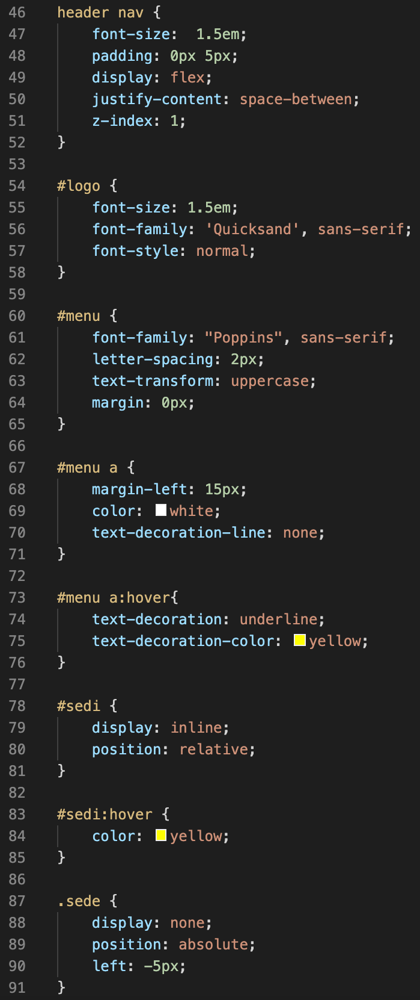 46 header nav {
47     font-size:  1.5em;
48     padding: 0px 5px;
49     display: flex;
50     justify-content: space-between;
51     z-index: 1;
52 }
53
54 #logo {
55     font-size: 1.5em;
56     font-family: 'Quicksand', sans-serif;
57     font-style: normal;
58 }
59
60 #menu {
61     font-family: "Poppins", sans-serif;
62     letter-spacing: 2px;
63     text-transform: uppercase;
64     margin: 0px;
65 }
66
67 #menu a {
68     margin-left: 15px;
69     color: white;
70     text-decoration-line: none;
71 }
72
73 #menu a:hover{
74     text-decoration: underline;
75     text-decoration-color: yellow;
76 }
77
78 #sedi {
79     display: inline;
80     position: relative;
81 }
82
83 #sedi:hover {
84     color: yellow;
85 }
86
87 .sede {
88     display: none;
89     position: absolute;
90     left: -5px;
91 }